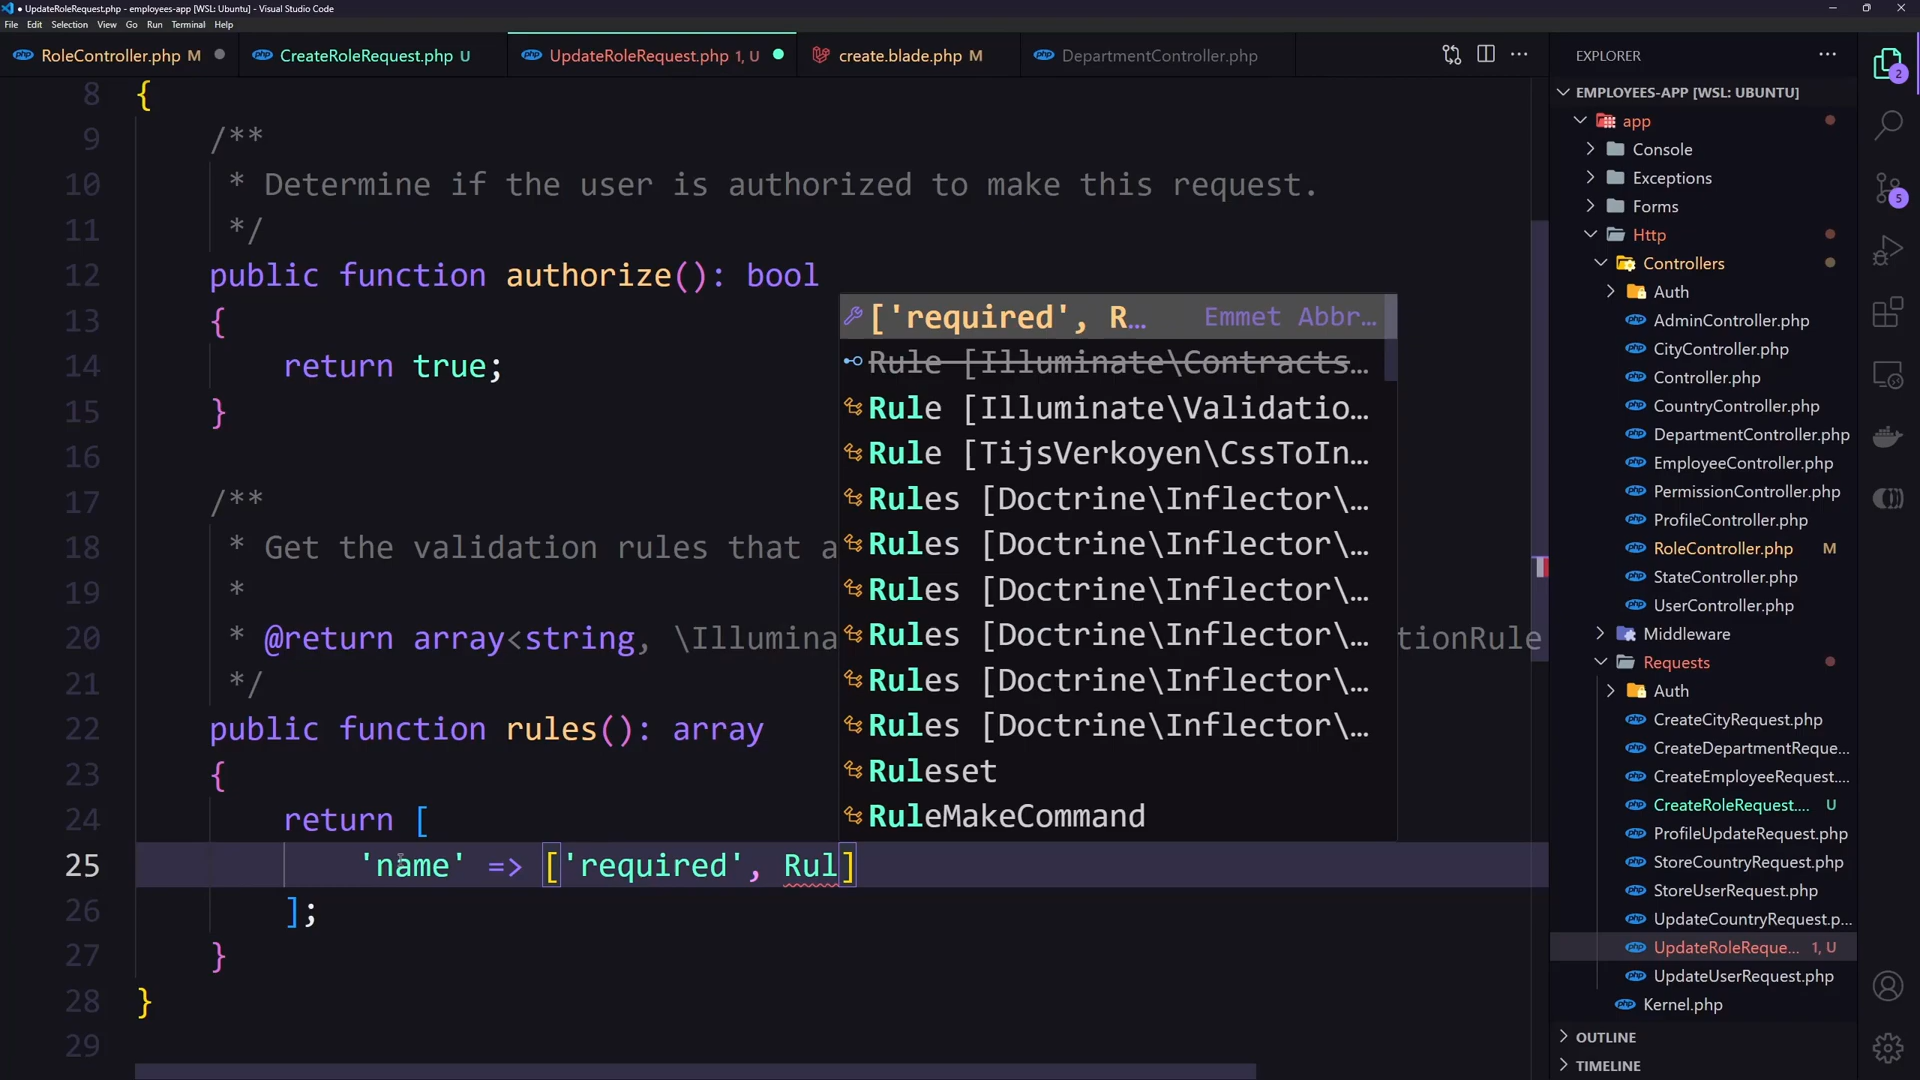 ● UpdateRoleRequest.php - employees-app [WSL: Ubuntu] - Visual Studio Code
File Edit Selection View Go Run Terminal Help
RoleController.php M
CreateRoleRequest.php U
UpdateRoleRequest.php 1, U
create.blade.php M
DepartmentController.php
8 {
9 /**
10 * Determine if the user is authorized to make this request.
11 */
12 public function authorize(): bool
13 {
14 return true;
15 }
16
17 /**
18 * Get the validation rules that a
19 *
20 * @return array<string, \Illumina
tionRule
21 */
22 public function rules(): array
23 {
24 return [
25 'name' => ['required', Rul]
26 ];
27 }
28 }
29
['required', R… Emmet Abbr…
Rule [Illuminate\Contracts…
Rule [Illuminate\Validatio…
Rule [TijsVerkoyen\CssToIn…
Rules [Doctrine\Inflector\…
Rules [Doctrine\Inflector\…
Rules [Doctrine\Inflector\…
Rules [Doctrine\Inflector\…
Rules [Doctrine\Inflector\…
Rules [Doctrine\Inflector\…
Ruleset
RuleMakeCommand
EXPLORER
EMPLOYEES-APP [WSL: UBUNTU]
app
Console
Exceptions
Forms
Http
Controllers
Auth
AdminController.php
CityController.php
Controller.php
CountryController.php
DepartmentController.php
EmployeeController.php
PermissionController.php
ProfileController.php
RoleController.php M
StateController.php
UserController.php
Middleware
Requests
Auth
CreateCityRequest.php
CreateDepartmentReque...
CreateEmployeeRequest....
CreateRoleRequest.... U
ProfileUpdateRequest.php
StoreCountryRequest.php
StoreUserRequest.php
UpdateCountryRequest.p...
UpdateRoleReque... 1, U
UpdateUserRequest.php
Kernel.php
OUTLINE
TIMELINE
2
5